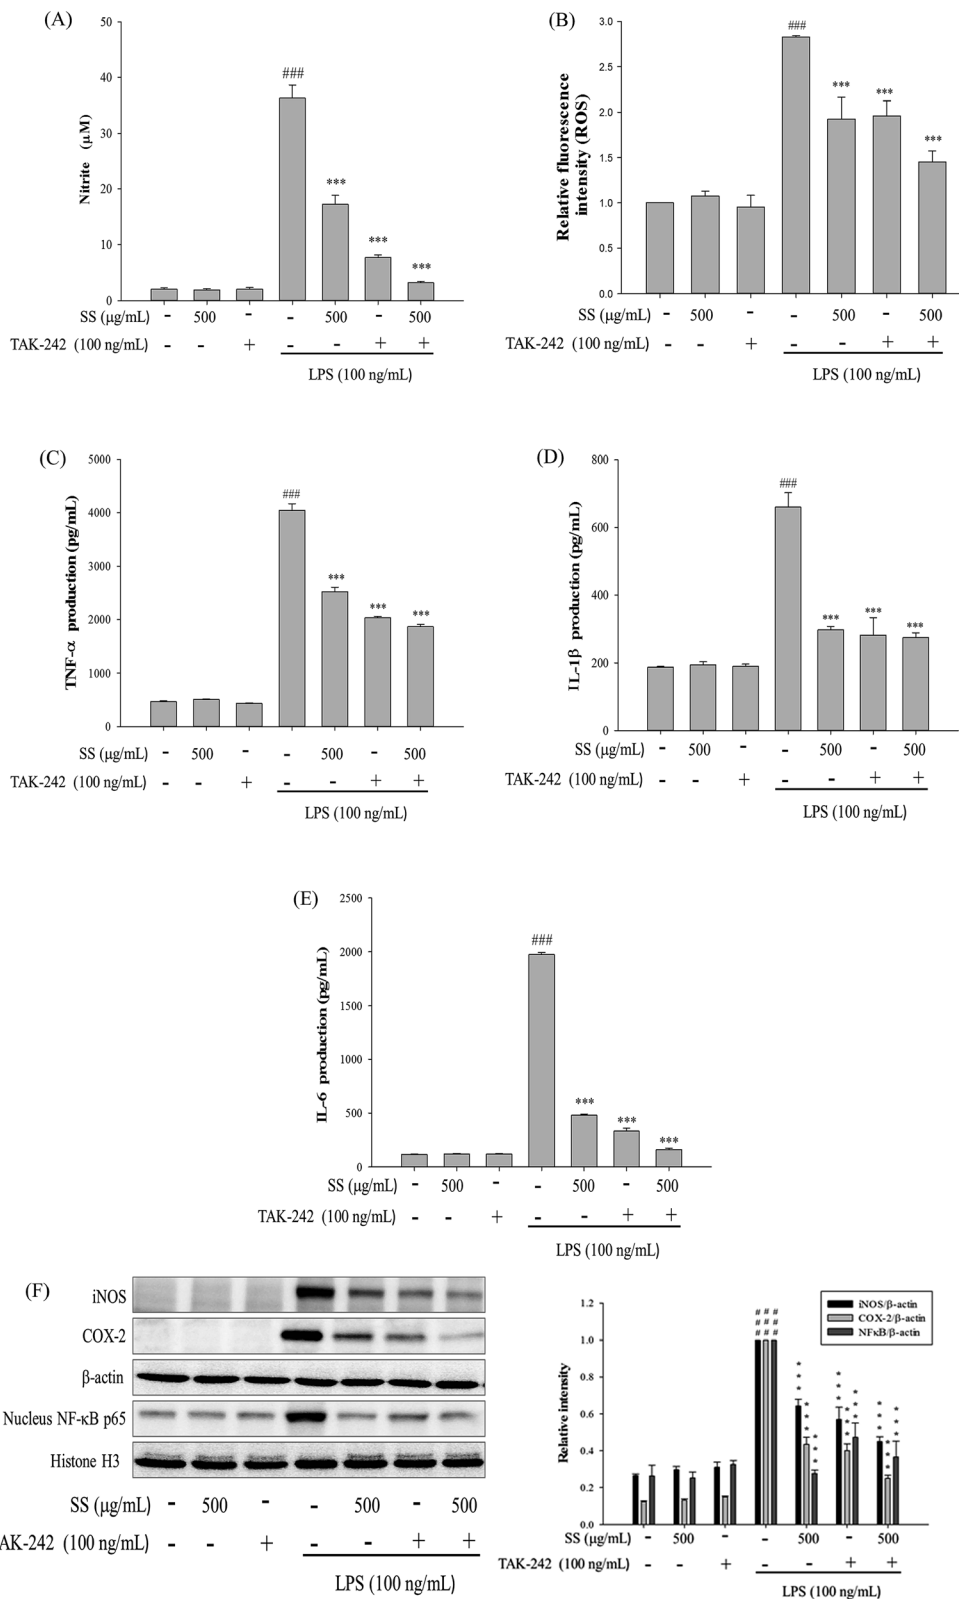 (A)
50
40
30
20
10
0
Nitrite (μM)
###
***
***
***
SS (μg/mL) - 500 - - 500 - 500
TAK-242 (100 ng/mL) - - + - - + +
LPS (100 ng/mL)
(B)
3.0
2.5
2.0
1.5
1.0
0.5
0.0
Relative fluorescence
intensity (ROS)
###
***
***
***
SS (μg/mL) - 500 - - 500 - 500
TAK-242 (100 ng/mL) - - + - - + +
LPS (100 ng/mL)
(C)
5000
4000
3000
2000
1000
0
TNF-α production (pg/mL)
###
***
***
***
SS (μg/mL) - 500 - - 500 - 500
TAK-242 (100 ng/mL) - - + - - + +
LPS (100 ng/mL)
(D)
800
600
400
200
0
IL-1β production (pg/mL)
###
***
***
***
SS (μg/mL) - 500 - - 500 - 500
TAK-242 (100 ng/mL) - - + - - + +
LPS (100 ng/mL)
(E)
2500
2000
1500
1000
500
0
IL-6 production (pg/mL)
###
***
***
***
SS (μg/mL) - 500 - - 500 - 500
TAK-242 (100 ng/mL) - - + - - + +
LPS (100 ng/mL)
(F)
iNOS
COX-2
β-actin
Nucleus NF-κB p65
Histone H3
SS (μg/mL) - 500 - - 500 - 500
AK-242 (100 ng/mL) - - + - - + +
LPS (100 ng/mL)
1.2
1.0
0.8
0.6
0.4
0.2
0.0
Relative intensity
iNOS/β-actin
COX-2/β-actin
NFκB/β-actin
# # #
# # #
# # #
***
***
***
***
***
***
***
***
***
SS (μg/mL) - 500 - - 500 - 500
TAK-242 (100 ng/mL) - - + - - + +
LPS (100 ng/mL)